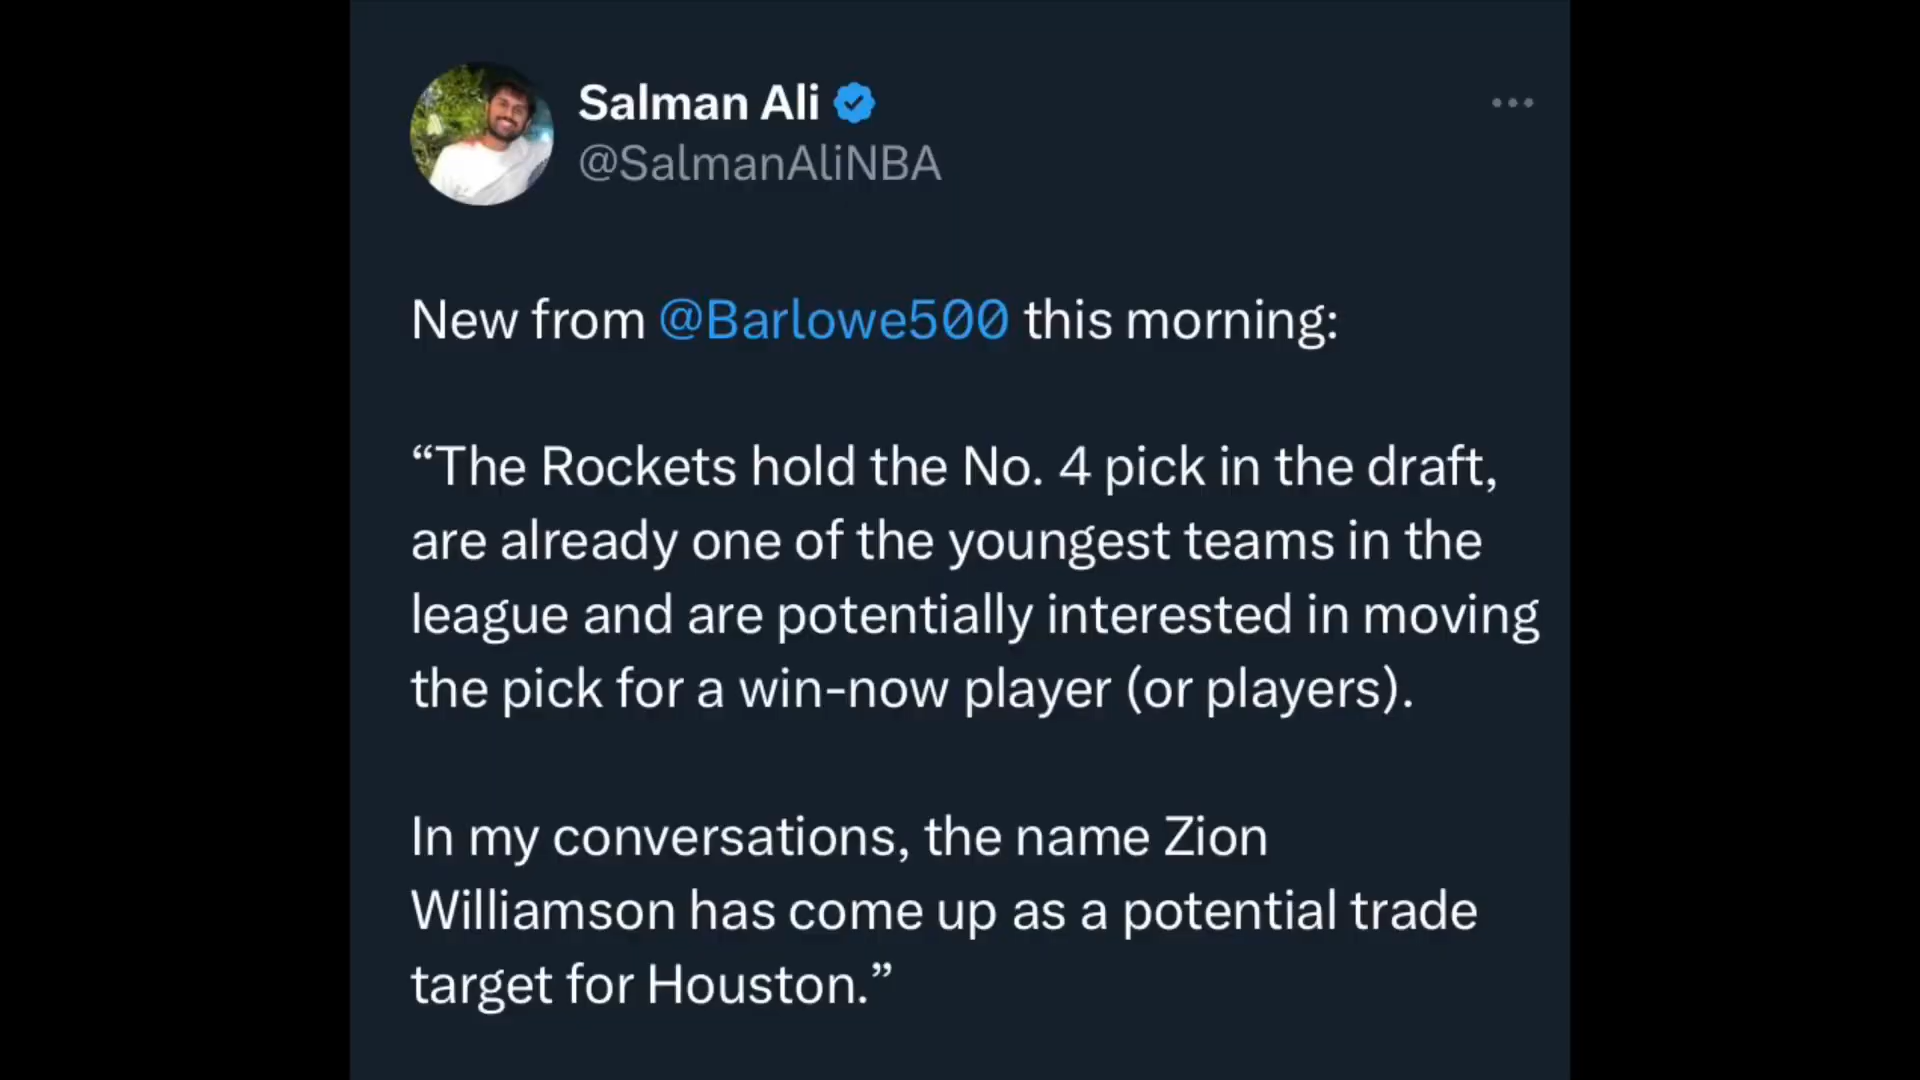 Salman Ali
@SalmanAliNBA
New from @Barlowe500 this morning:
“The Rockets hold the No. 4 pick in the draft,
are already one of the youngest teams in the
league and are potentially interested in moving
the pick for a win-now player (or players).
In my conversations, the name Zion
Williamson has come up as a potential trade
target for Houston.”